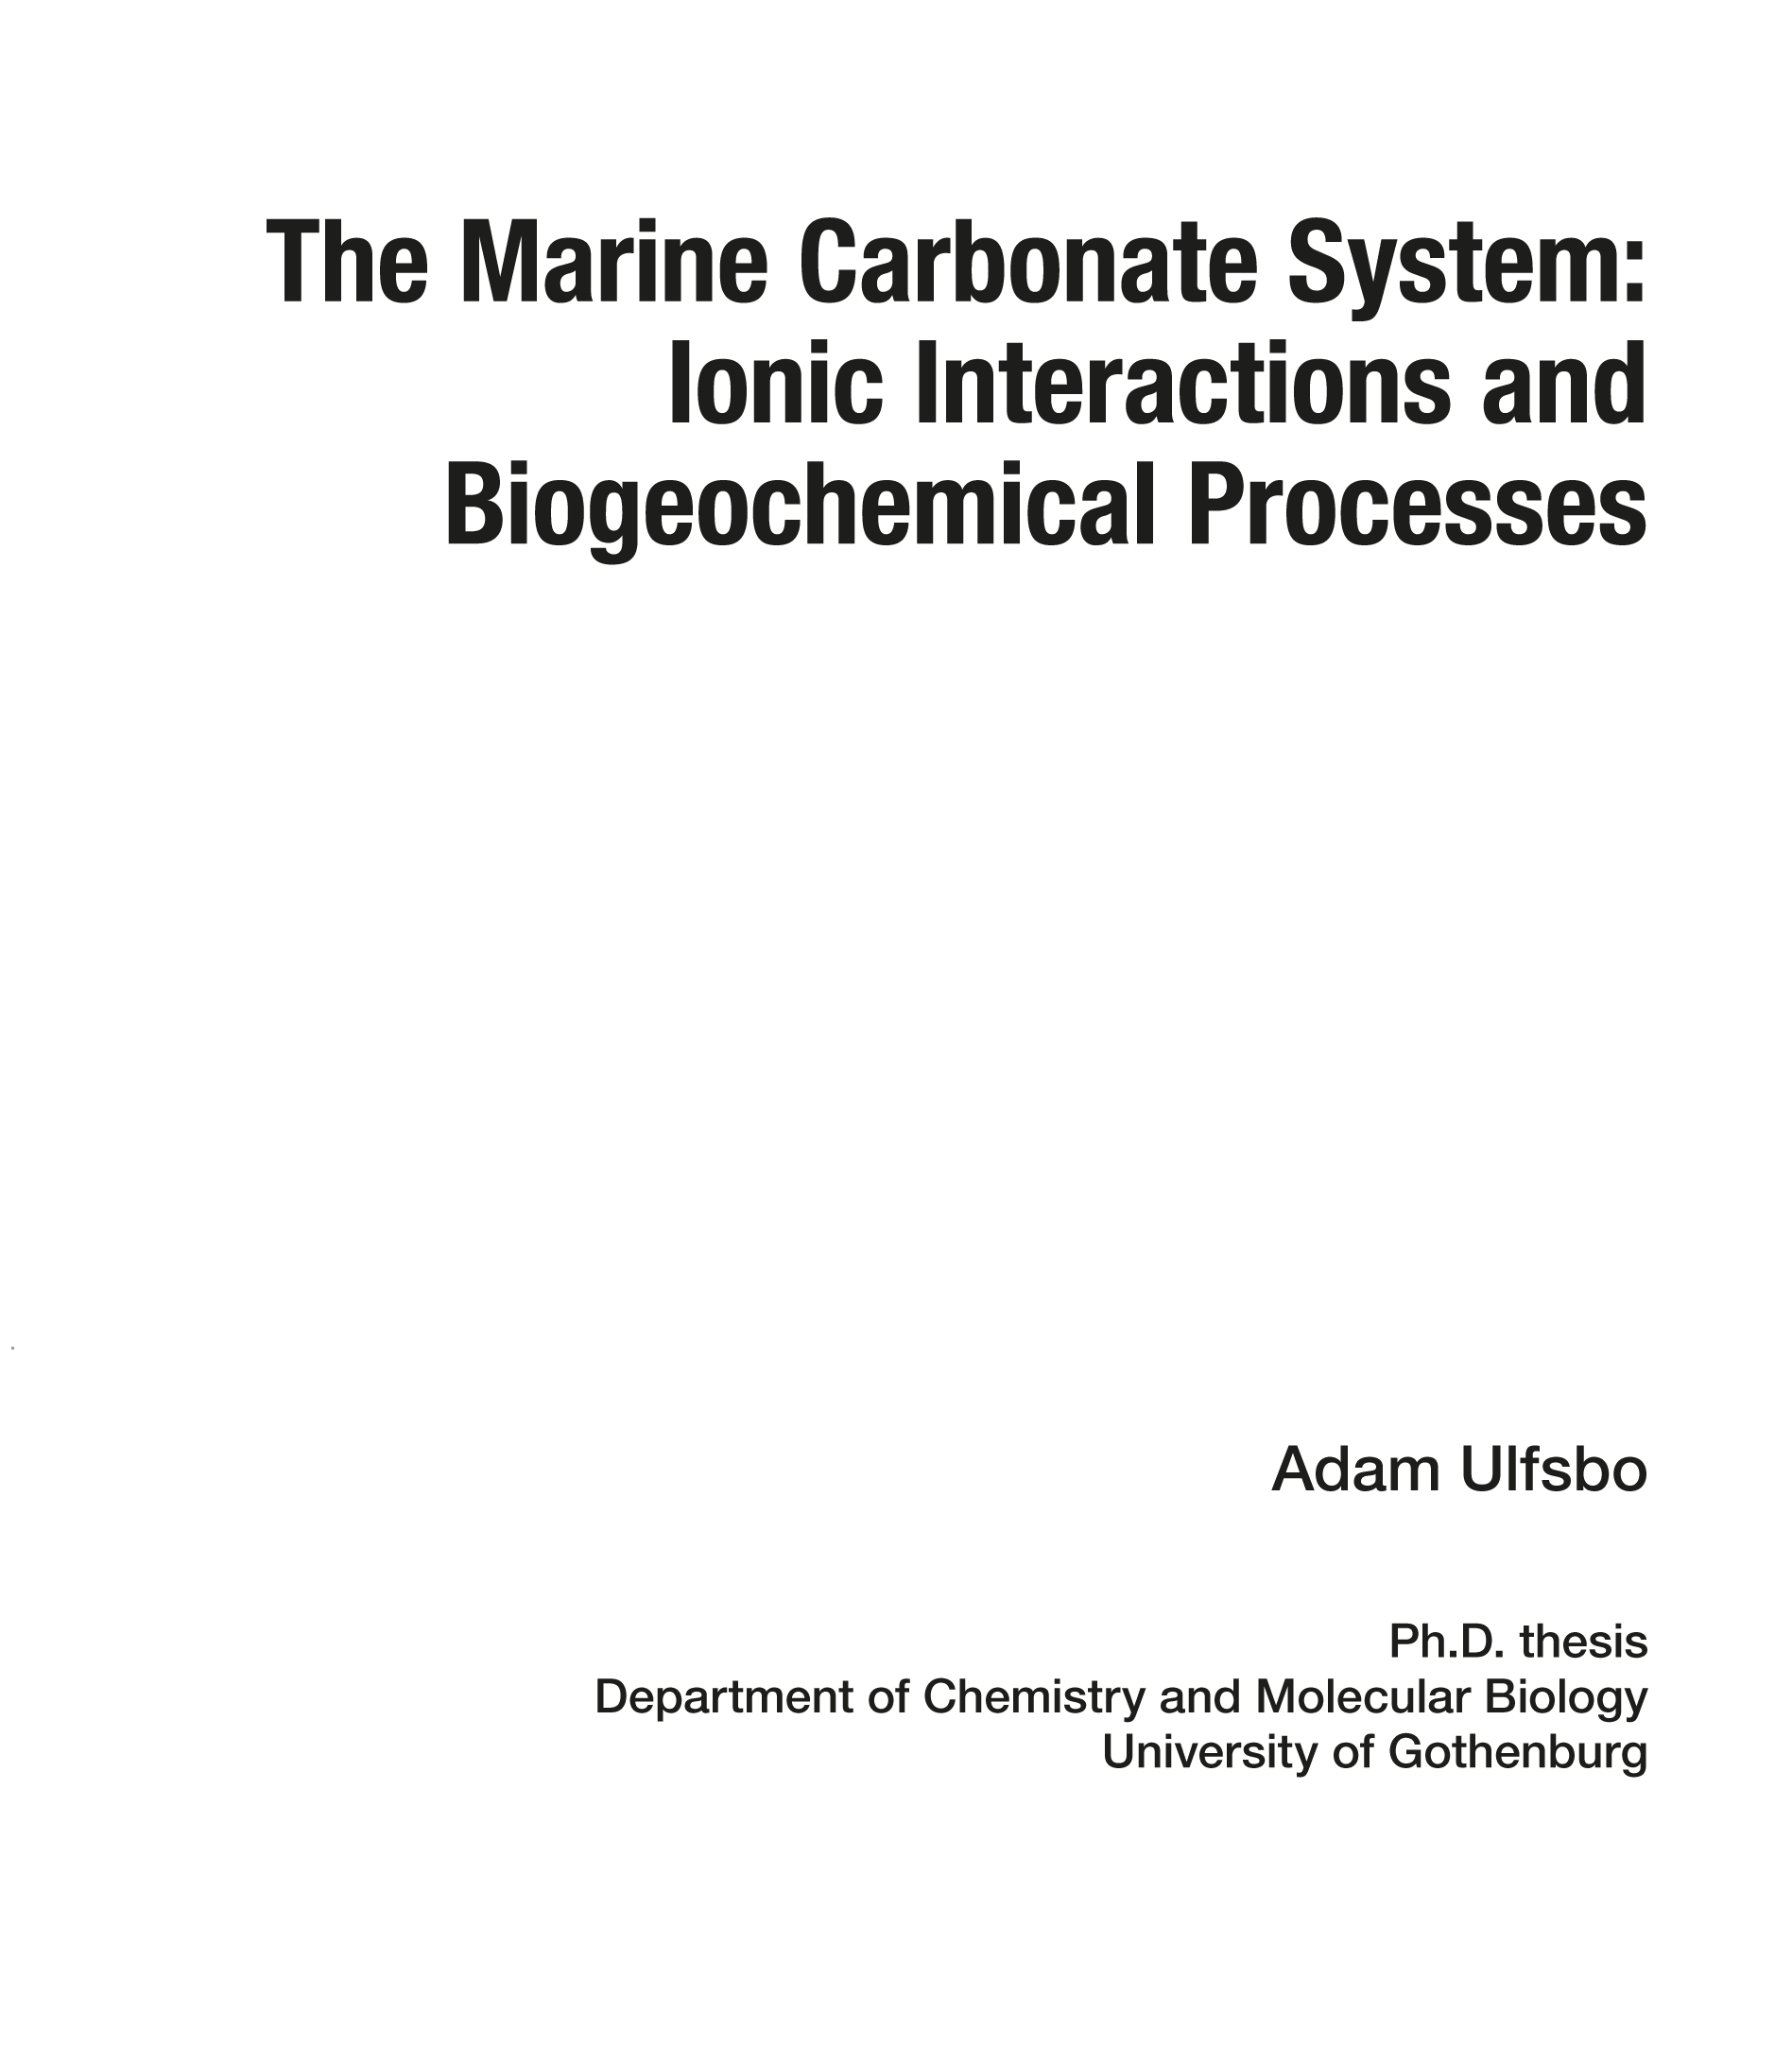 The Marine Carbonate System:
Ionic Interactions and
Biogeochemical Processes
Adam Ulfsbo
Ph.D. thesis
Department of Chemistry and Molecular Biology
University of Gothenburg